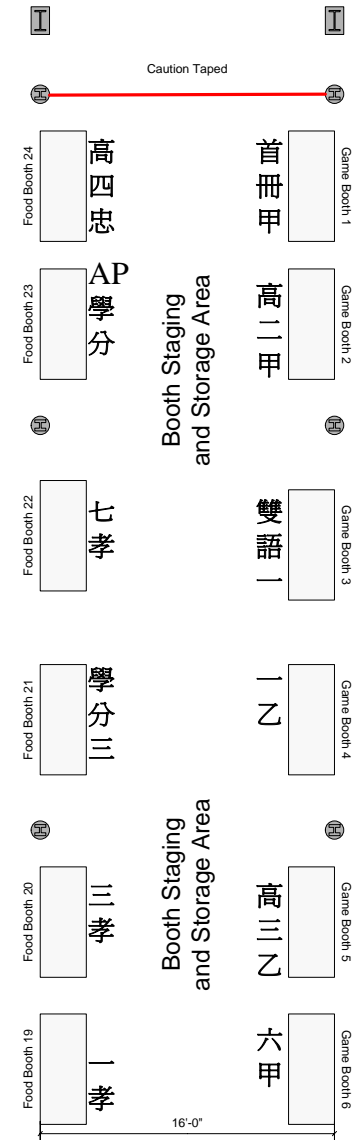 Caution Taped
Food Booth 24
高四忠
首冊甲
Game Booth 1
Food Booth 23
AP學分
高二甲
Game Booth 2
Booth Staging
and Storage Area
Food Booth 22
七孝
雙語一
Game Booth 3
Food Booth 21
學分三
一乙
Game Booth 4
Booth Staging
and Storage Area
Food Booth 20
三孝
高三乙
Game Booth 5
Food Booth 19
一孝
六甲
Game Booth 6
16'-0"